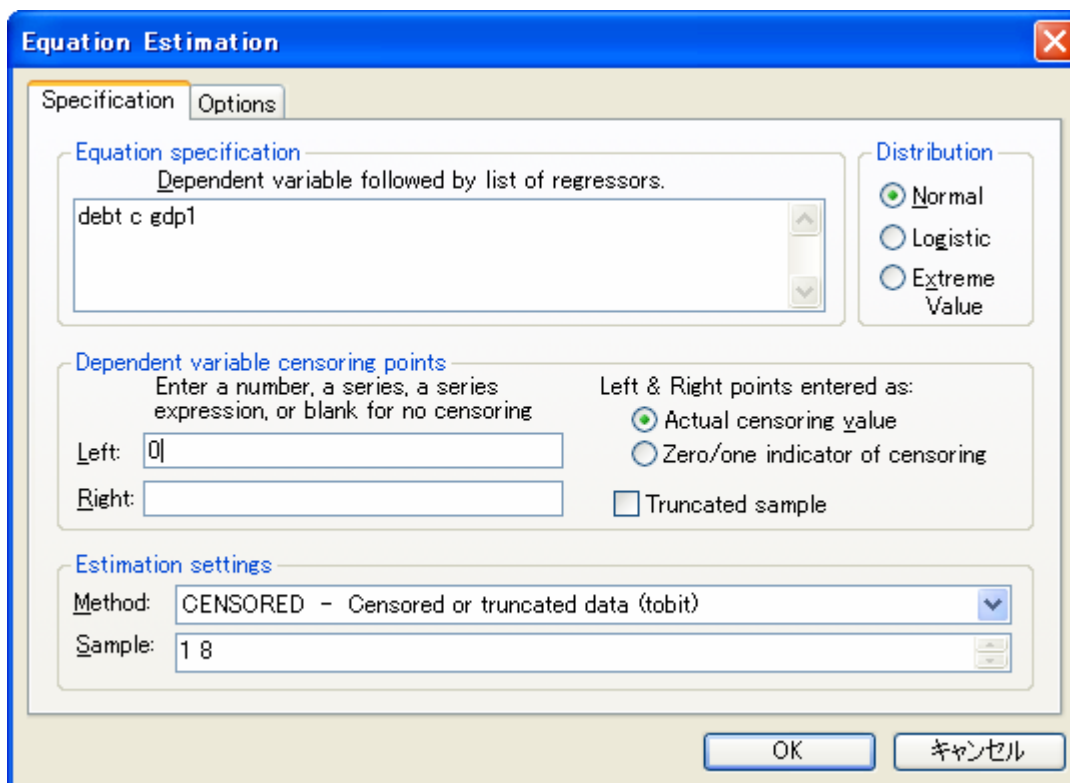 Equation Estimation
Specification
Options
Equation specification
Dependent variable followed by list of regressors.
debt c gdp1
Distribution
Normal
Logistic
Extreme
Value
Dependent variable censoring points
Enter a number, a series, a series
expression, or blank for no censoring
Left: 0
Right:
Left & Right points entered as:
Actual censoring value
Zero/one indicator of censoring
Truncated sample
Estimation settings
Method: CENSORED - Censored or truncated data (tobit)
Sample: 1 8
OK
キャンセル